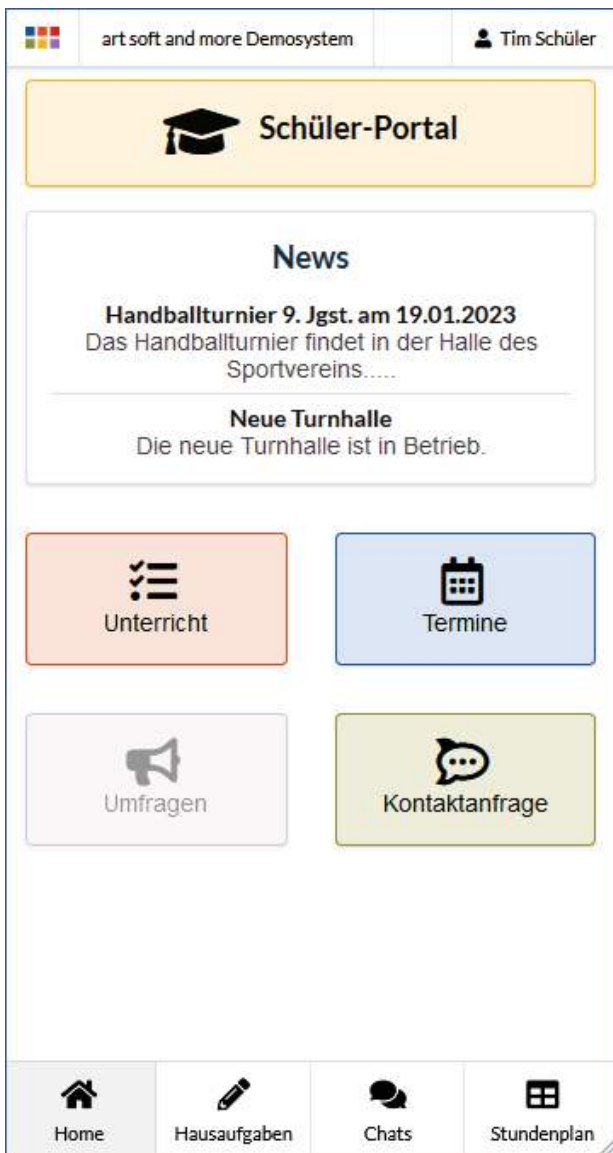 art soft and more Demosystem
Tim Schüler
Schüler-Portal
News
Handballturnier 9. Jgst. am 19.01.2023
Das Handballturnier findet in der Halle des
Sportvereins.....
Neue Turnhalle
Die neue Turnhalle ist in Betrieb.
Unterricht
Termine
Umfragen
Kontaktanfrage
Home
Hausaufgaben
Chats
Stundenplan